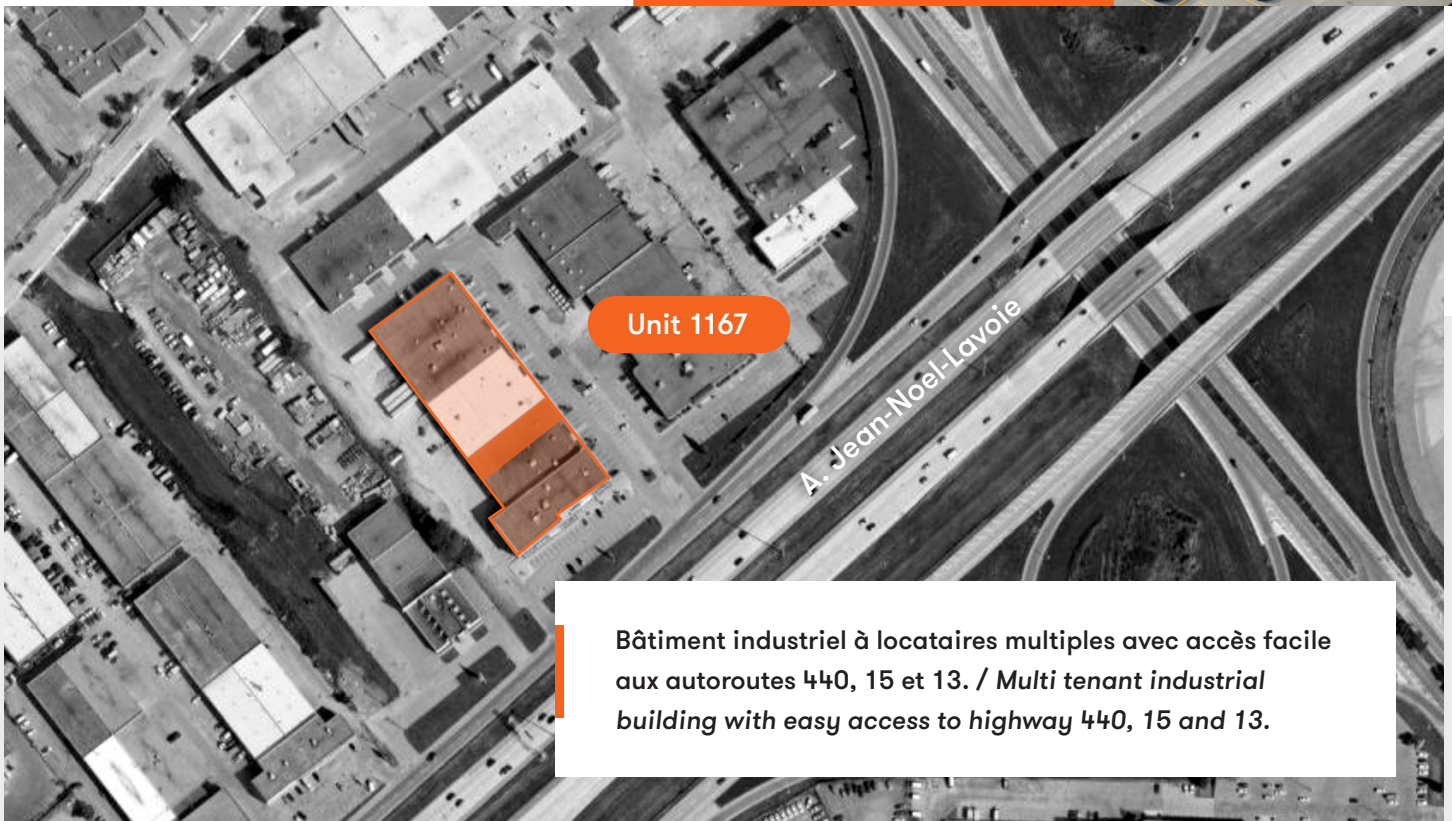 Unit 1167
A. Jean-Noel-Lavoie
Bâtiment industriel à locataires multiples avec accès facile
aux autoroutes 440, 15 et 13. / Multi tenant industrial
building with easy access to highway 440, 15 and 13.